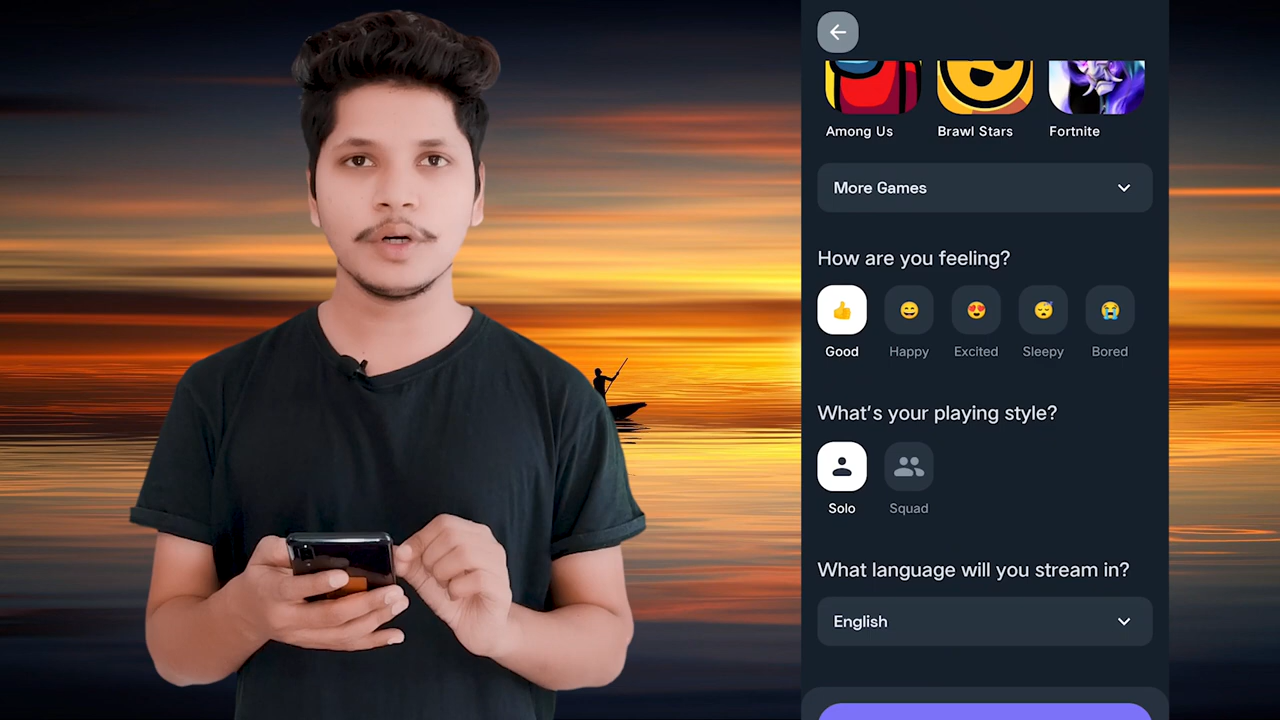 Among Us Brawl Stars Fortnite
More Games
How are you feeling?
Good Happy Excited Sleepy Bored
What's your playing style?
Solo Squad
What language will you stream in?
English